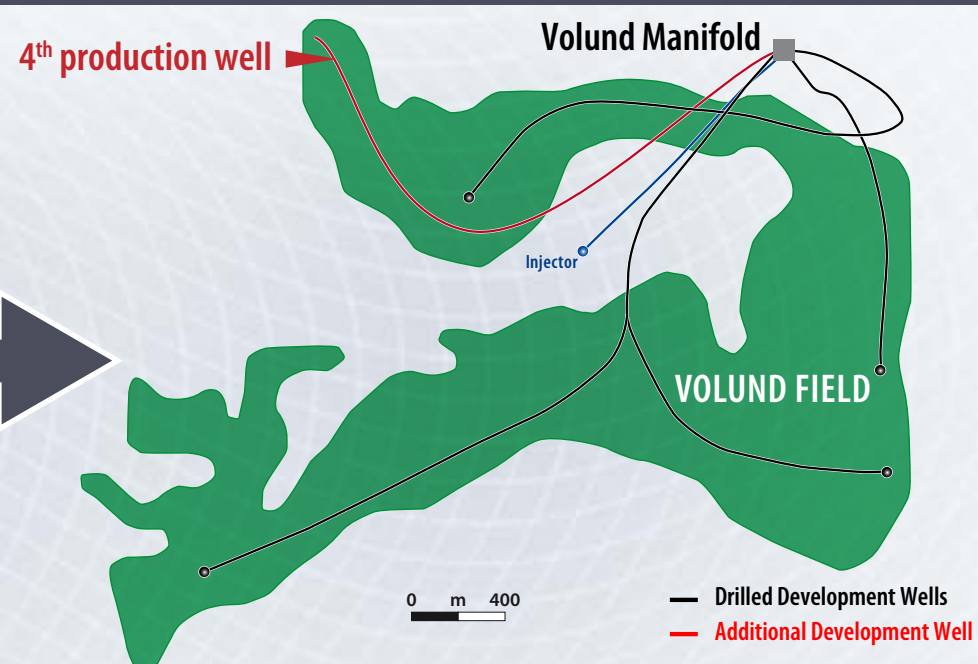 Volund Manifold
4th production well
Injector
VOLUND FIELD
0 m 400
Drilled Development Wells
Additional Development Well